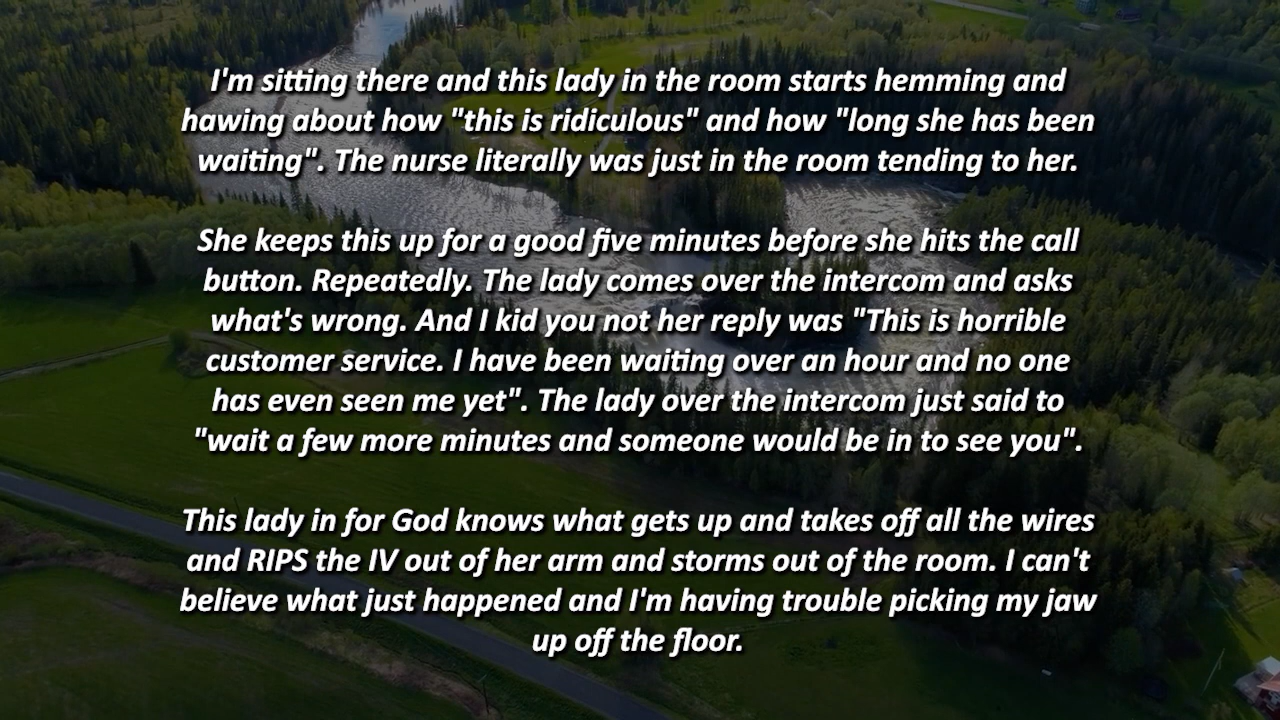 I'm sitting there and this lady in the room starts hemming and
hawing about how "this is ridiculous" and how "long she has been
waiting". The nurse literally was just in the room tending to her.
She keeps this up for a good five minutes before she hits the call
button. Repeatedly. The lady comes over the intercom and asks
what's wrong. And I kid you not her reply was "This is horrible
customer service. I have been waiting over an hour and no one
has even seen me yet". The lady over the intercom just said to
"wait a few more minutes and someone would be in to see you".
This lady in for God knows what gets up and takes off all the wires
and RIPS the IV out of her arm and storms out of the room. I can't
believe what just happened and I'm having trouble picking my jaw
up off the floor.